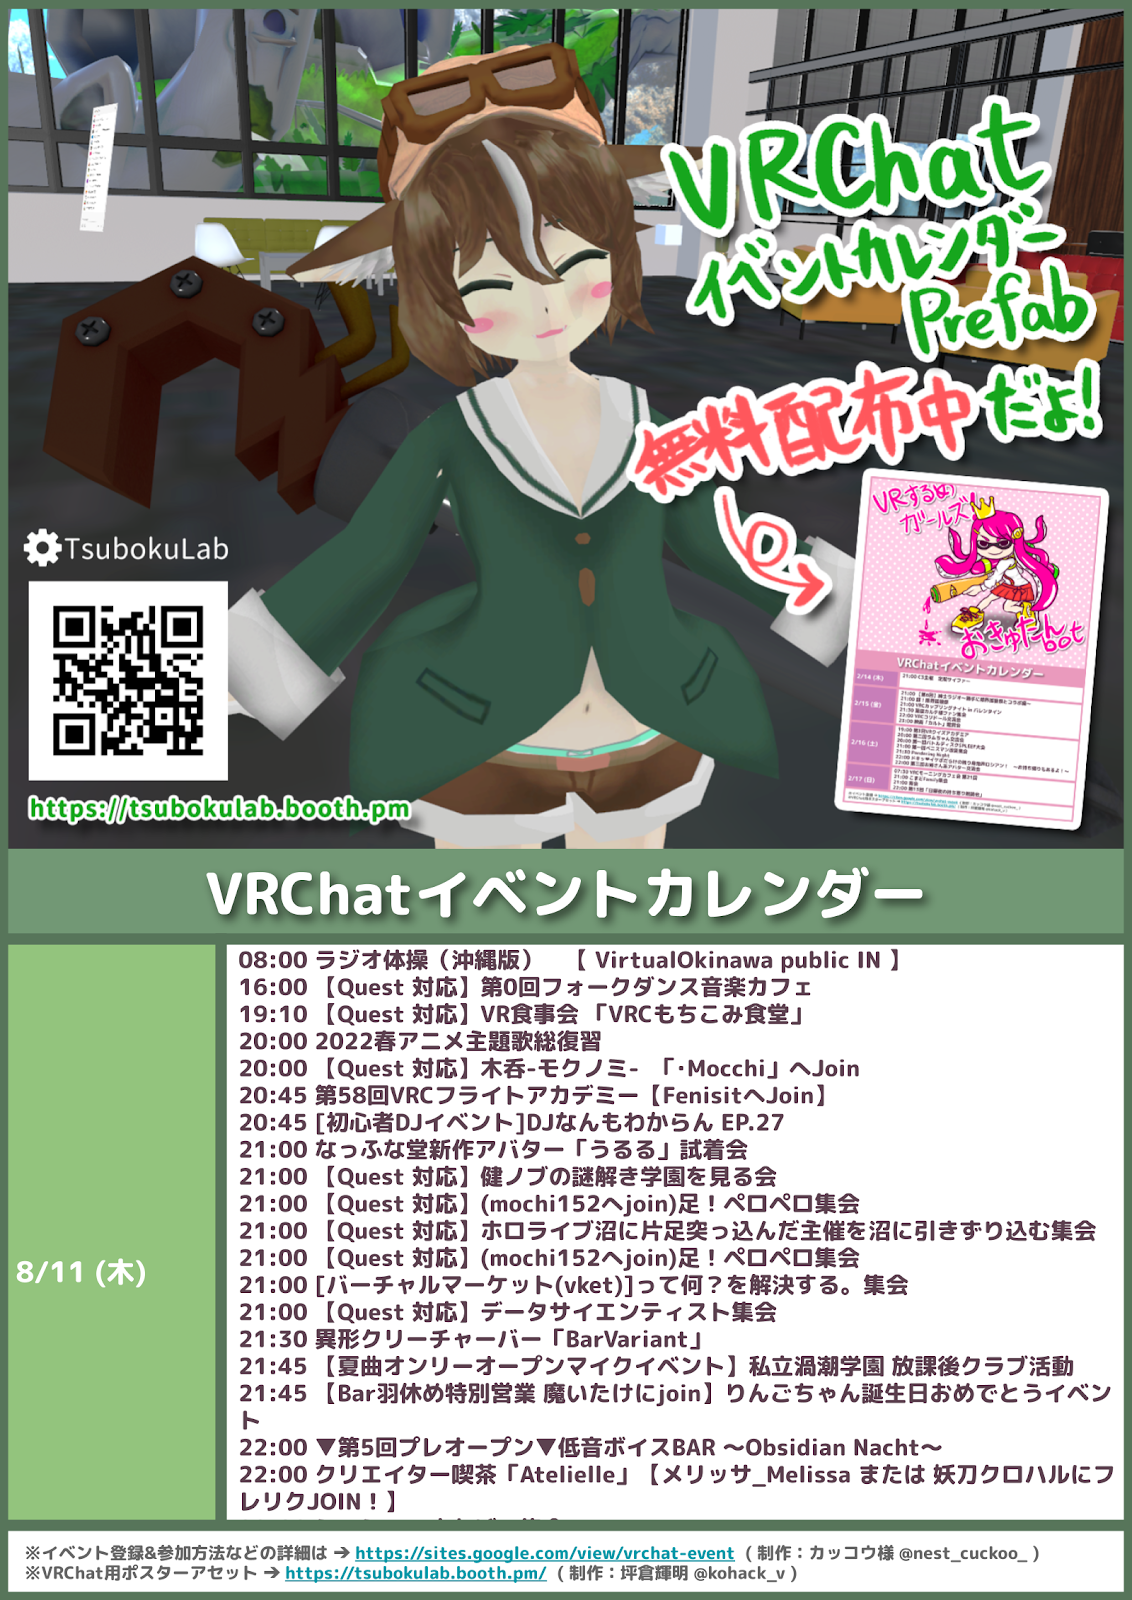 VRChat
イベントカレンダー
Prefab
無料配布中だよ!
TsubokuLab
https://tsubokulab.booth.pm
VRするめ
ガールズ
おきゅたん
bot
VRChatイベントカレンダー
2/14 (木)
2/15 (金)
2/16 (土)
2/17 (日)
VRChatイベントカレンダー
8/11 (木)
08:00 ラジオ体操（沖縄版） 【 VirtualOkinawa public IN 】
16:00 【Quest 対応】第0回フォークダンス音楽カフェ
19:10 【Quest 対応】VR食事会 「VRCもちこみ食堂」
20:00 2022春アニメ主題歌総復習
20:00 【Quest 対応】木呑-モクノミ- 「･Mocchi」へJoin
20:45 第58回VRCフライトアカデミー【FenisitへJoin】
20:45 [初心者DJイベント]DJなんもわからん EP.27
21:00 なっふな堂新作アバター「うるる」試着会
21:00 【Quest 対応】健ノブの謎解き学園を見る会
21:00 【Quest 対応】(mochi152へjoin)足！ペロペロ集会
21:00 【Quest 対応】ホロライブ沼に片足突っ込んだ主催を沼に引きずり込む集会
21:00 【Quest 対応】(mochi152へjoin)足！ペロペロ集会
21:00 [バーチャルマーケット(vket)]って何？を解決する。集会
21:00 【Quest 対応】データサイエンティスト集会
21:30 異形クリーチャーバー「BarVariant」
21:45 【夏曲オンリーオープンマイクイベント】私立渦潮学園 放課後クラブ活動
21:45 【Bar羽休め特別営業 魔いたけにjoin】りんごちゃん誕生日おめでとうイベン
ト
22:00 ▼第5回プレオープン▼低音ボイスBAR 〜Obsidian Nacht〜
22:00 クリエイター喫茶「Atelielle」【メリッサ_Melissa または 妖刀クロハルにフ
レリクJOIN！】
※イベント登録&参加方法などの詳細は ➔ https://sites.google.com/view/vrchat-event ( 制作：カッコウ様 @nest_cuckoo_ )
※VRChat用ポスターアセット ➔ https://tsubokulab.booth.pm/ ( 制作：坪倉輝明 @kohack_v )